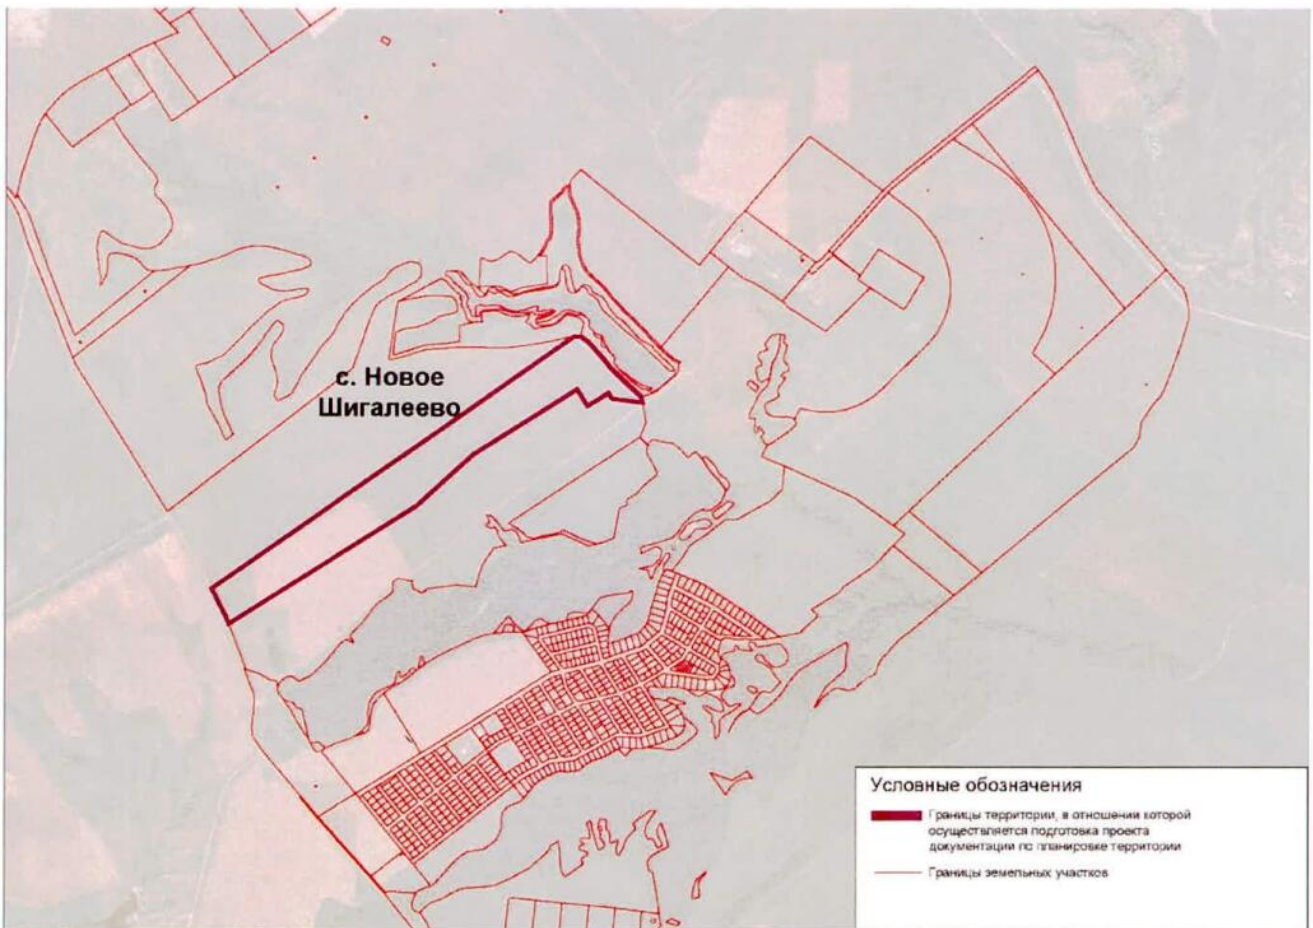 с. Новое
Шигалеево
Условные обозначения
Границы территории, в отношении которой
осуществляется подготовка проекта
документации по планировке территории
Границы земельных участков